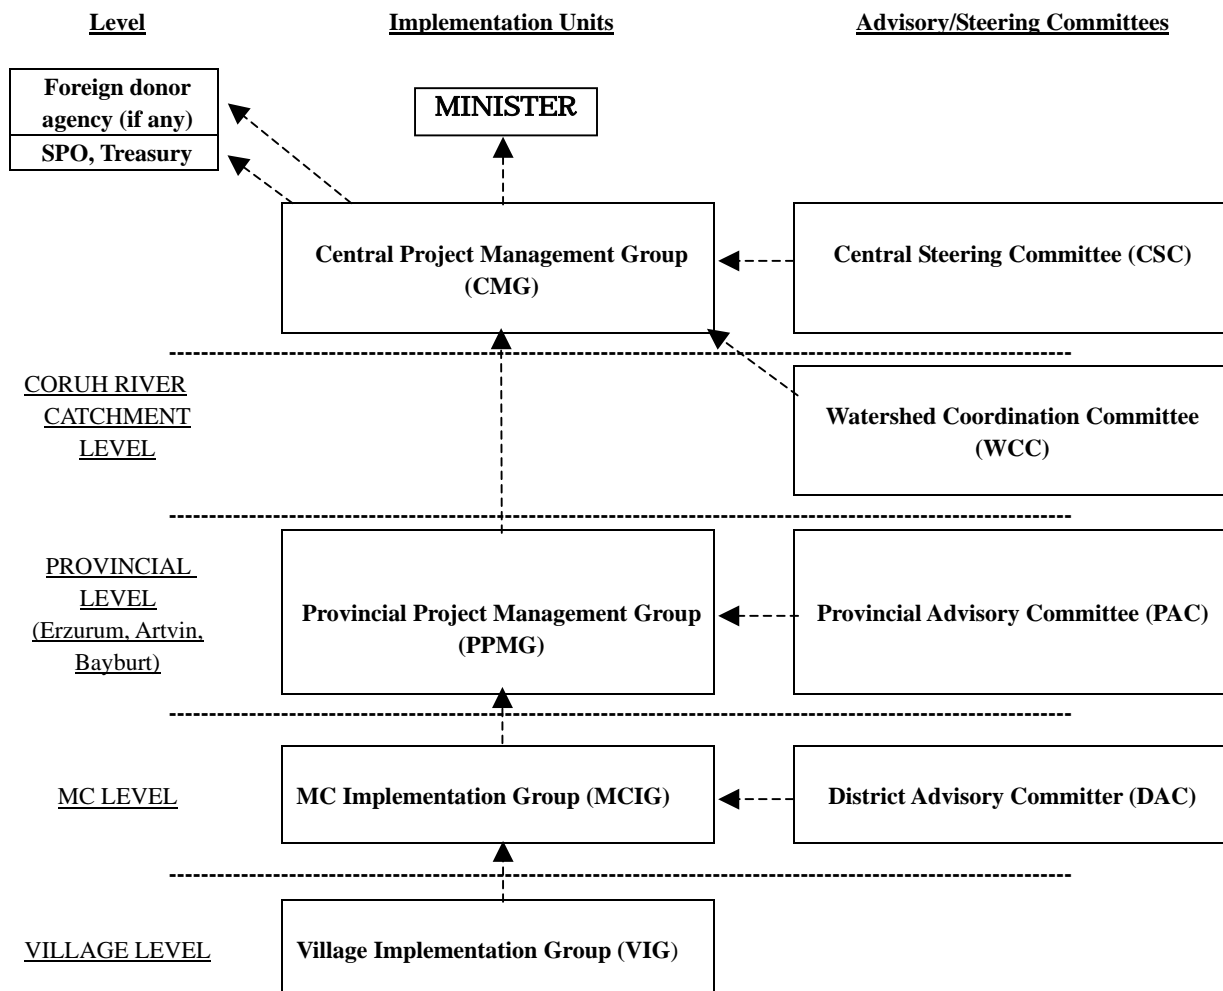 Level
Implementation Units
Advisory/Steering Committees
Foreign donor
agency (if any)
SPO, Treasury
MINISTER
Central Project Management Group
(CMG)
Central Steering Committee (CSC)
CORUH RIVER
CATCHMENT
LEVEL
Watershed Coordination Committee
(WCC)
PROVINCIAL
LEVEL
(Erzurum, Artvin,
Bayburt)
Provincial Project Management Group
(PPMG)
Provincial Advisory Committee (PAC)
MC LEVEL
MC Implementation Group (MCIG)
District Advisory Committer (DAC)
VILLAGE LEVEL
Village Implementation Group (VIG)